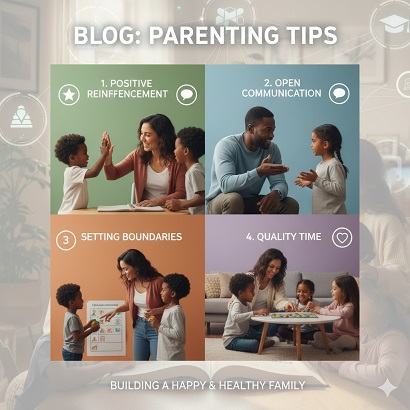 BLOG: PARENTING TIPS
1. POSITIVE
REINFFENCEMENT
2. OPEN
COMMUNICATION
3 SETTING BOUNDARIES
4. QUALITY TIME
BUILDING A HAPPY & HEALTHY FAMILY